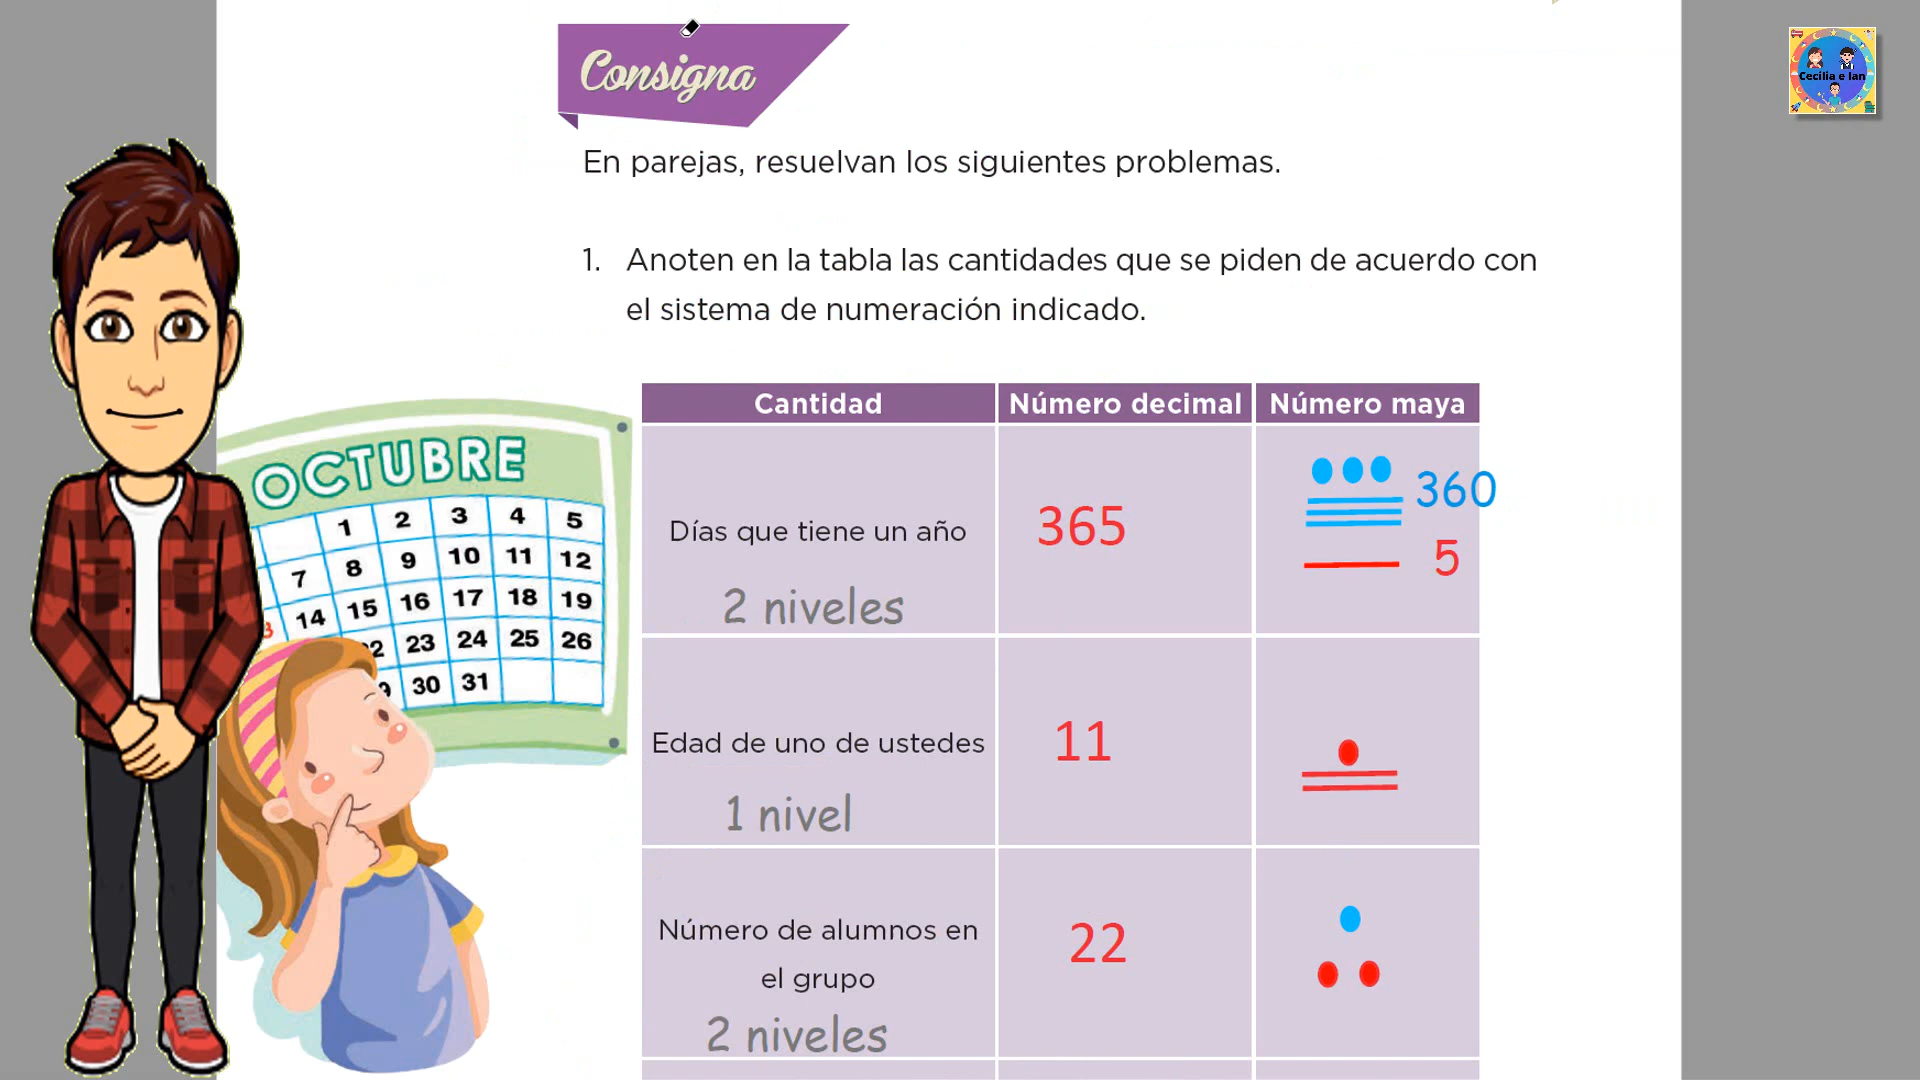 Consigna
Cecilia e Ian
En parejas, resuelvan los siguientes problemas.
1. Anoten en la tabla las cantidades que se piden de acuerdo con
el sistema de numeración indicado.
Cantidad Número decimal Número maya
Días que tiene un año 365 360
5
2 niveles
Edad de uno de ustedes 11
1 nivel
Número de alumnos en 22
el grupo
2 niveles
OCTUBRE
1 2 3 4 5
7 8 9 10 11 12
14 15 16 17 18 19
23 24 25 26
30 31